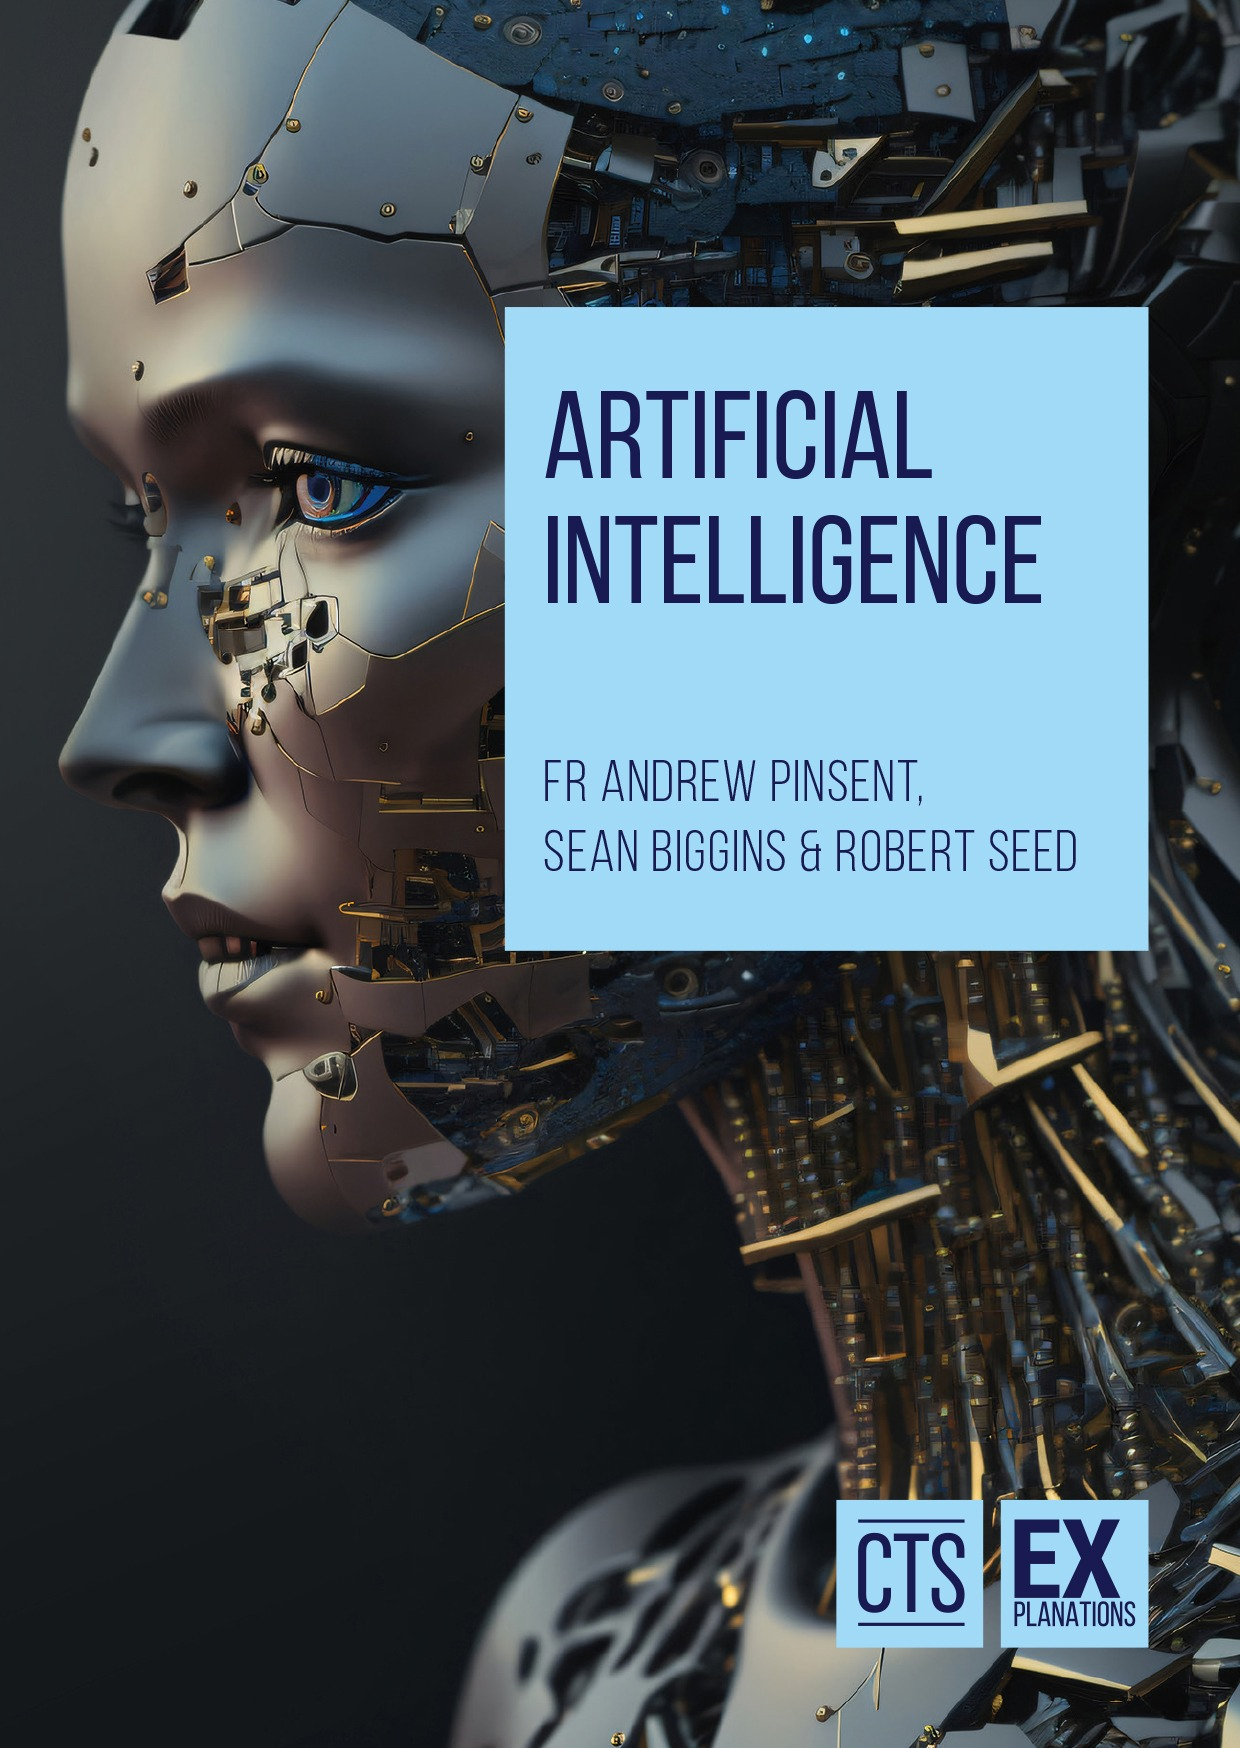 ARTIFICIAL
INTELLIGENCE
FR ANDREW PINSENT,
SEAN BIGGINS & ROBERT SEED
CTS
EX
PLANATIONS